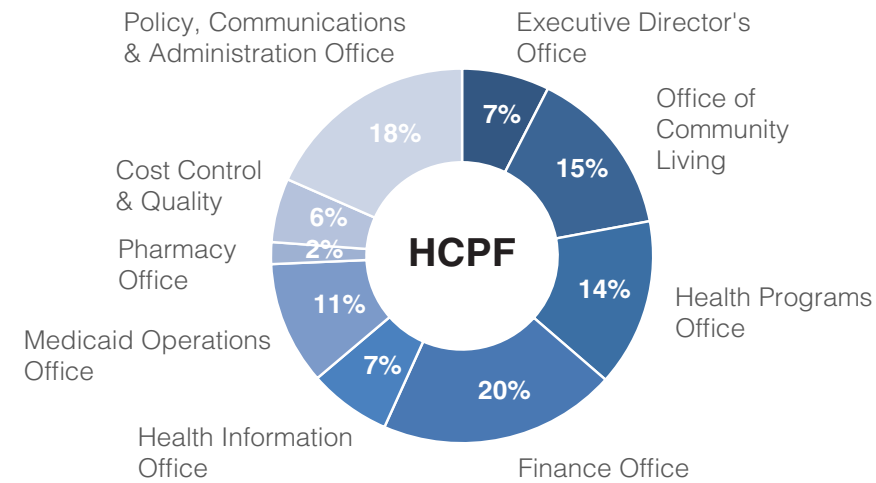 Policy, Communications
& Administration Office
Executive Director's
Office
Office of
Community
Living
Health Programs
Office
Finance Office
Health Information
Office
Medicaid Operations
Office
Pharmacy
Office
Cost Control
& Quality
18%
7%
15%
14%
20%
7%
11%
2%
6%
HCPF